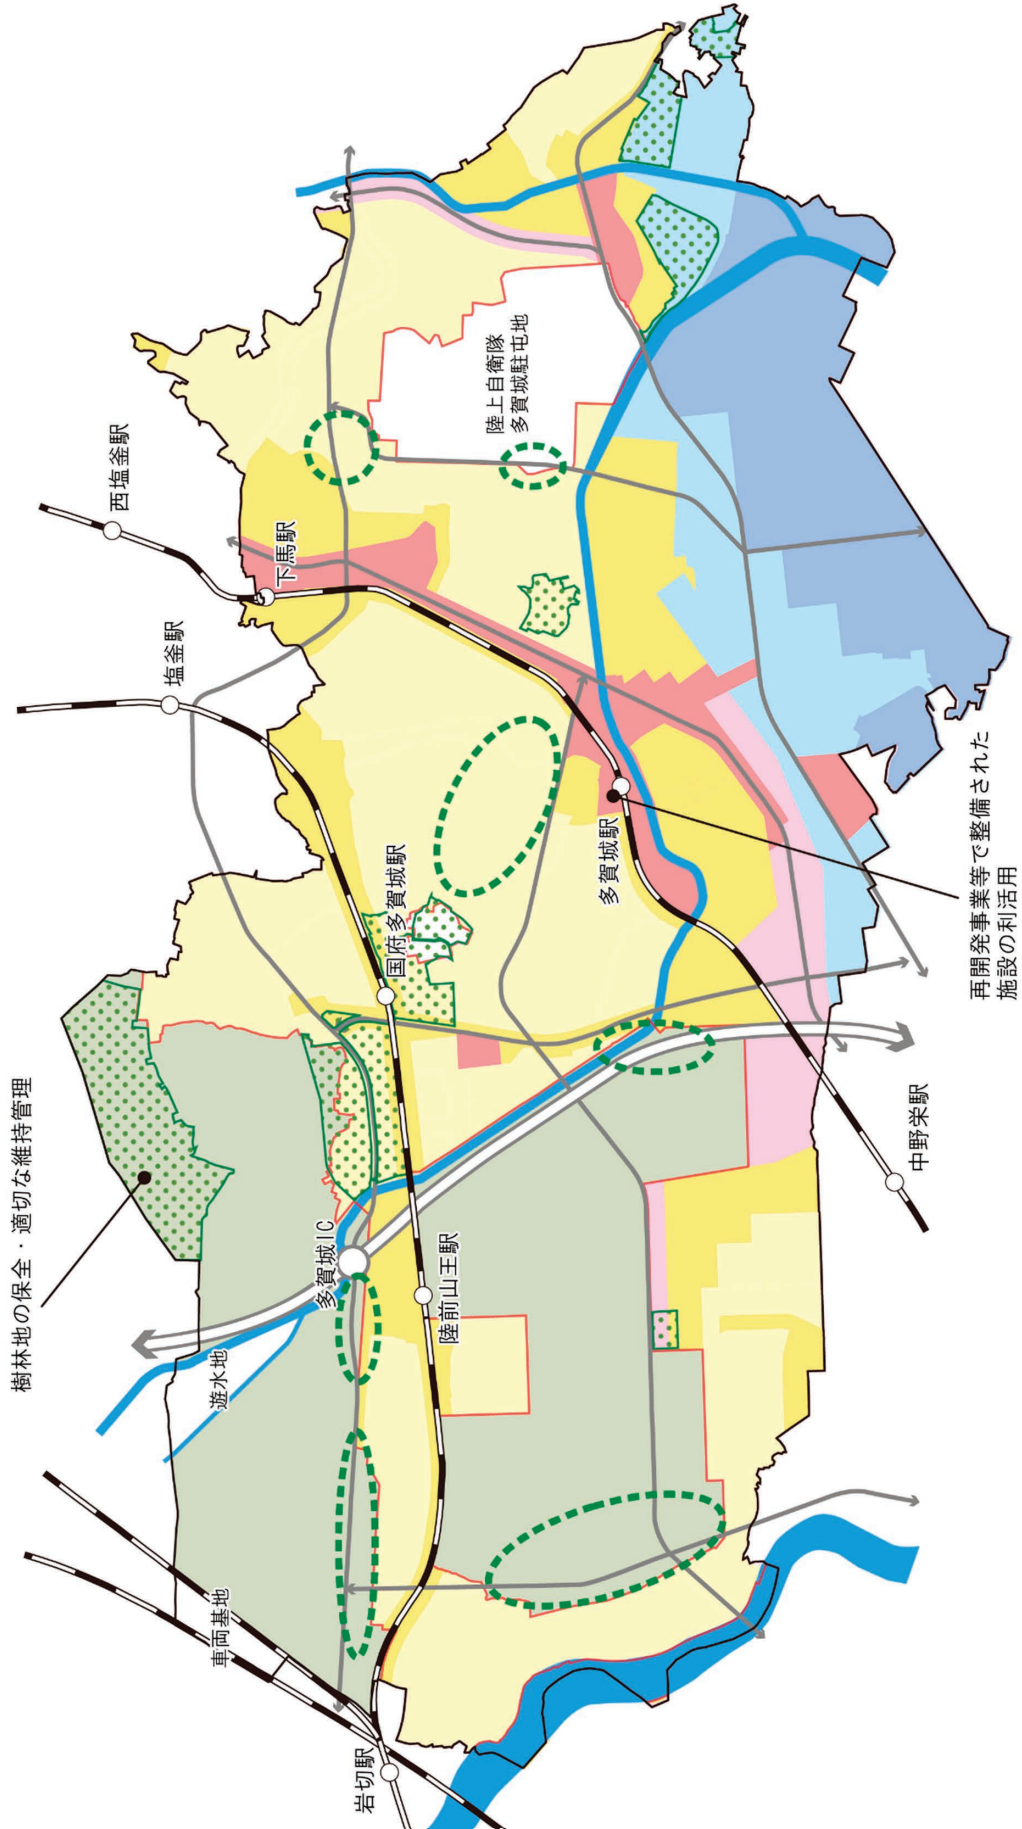 樹林地の保全・適切な維持管理
西塩釜駅
塩釜駅
下馬駅
陸上自衛隊
多賀城駐屯地
国府多賀城駅
多賀城駅
再開発事業等で整備された
施設の利活用
多賀城IC
遊水地
陸前山王駅
中野栄駅
車両基地
岩切駅